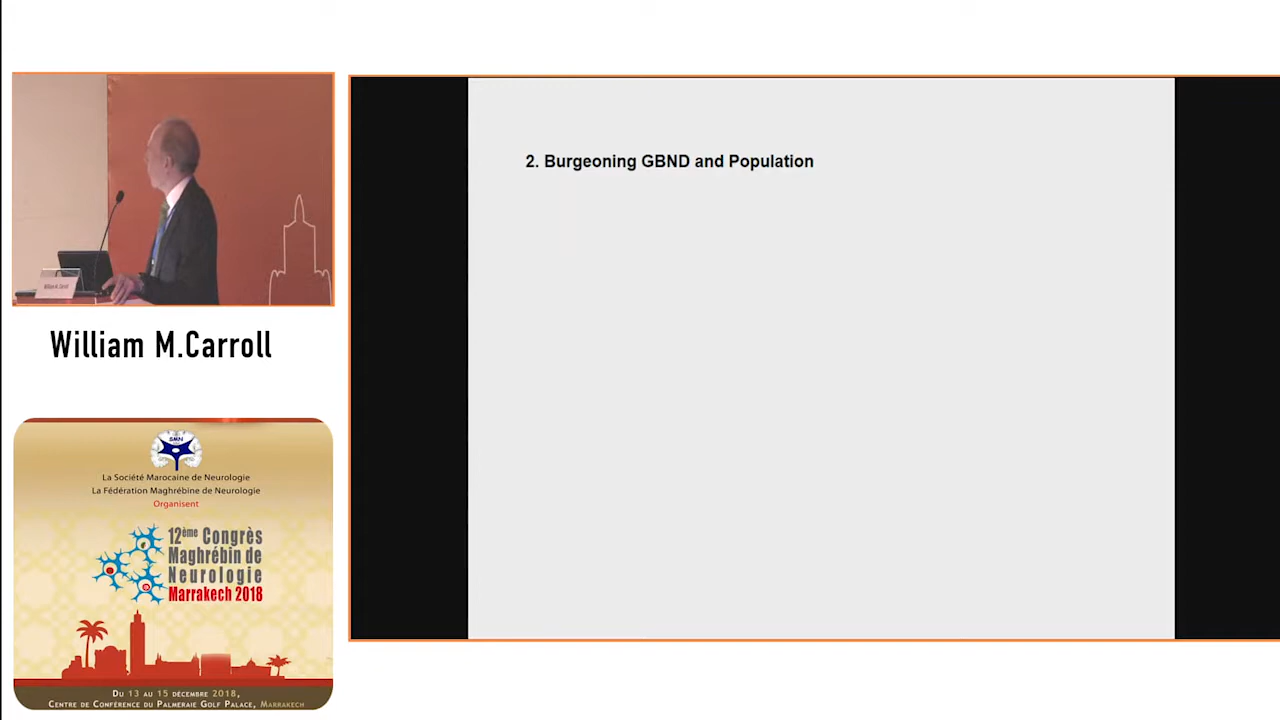 2. Burgeoning GBND and Population
William M. Carroll
William M.Carroll
SMN
La Société Marocaine de Neurologie
La Fédération Maghrébine de Neurologie
Organisent
12ème Congrès
Maghrébin de
Neurologie
Marrakech 2018
Du 13 au 15 décembre 2018,
Centre de Conférence du Palmeraie Golf Palace, Marrakech